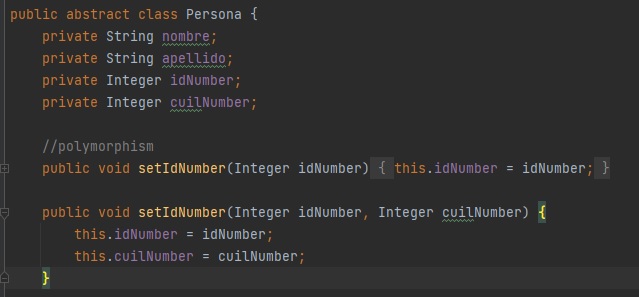 public abstract class Persona {
private String nombre;
private String apellido;
private Integer idNumber;
private Integer cuilNumber;
//polymorphism
public void setIdNumber(Integer idNumber) { this.idNumber = idNumber; }
public void setIdNumber(Integer idNumber, Integer cuilNumber) {
this.idNumber = idNumber;
this.cuilNumber = cuilNumber;
}